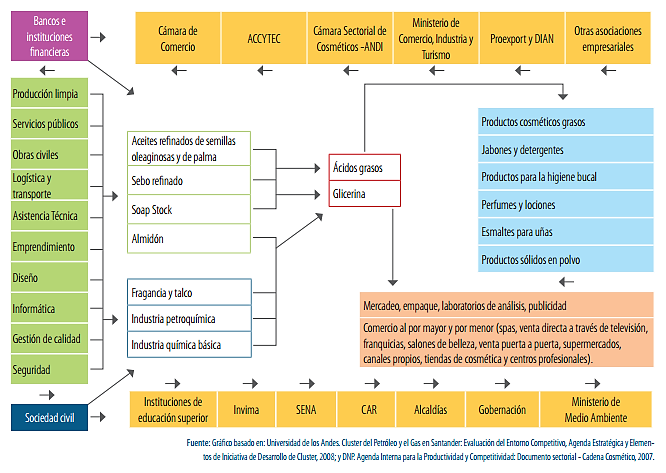 Bancos e
instituciones
financieras
Cámara de
Comercio
ACCYTEC
Cámara Sectorial de
Cosméticos –ANDI
Ministerio de
Comercio, Industria y
Turismo
Proexport y DIAN
Otras asociaciones
empresariales
Producción limpia
Servicios públicos
Obras civiles
Logística y
transporte
Asistencia Técnica
Emprendimiento
Diseño
Informática
Gestión de calidad
Seguridad
Aceites refinados de semillas
oleaginosas y de palma
Sebo refinado
Soap Stock
Almidón
Fragancia y talco
Industria petroquímica
Industria química básica
Ácidos grasos
Glicerina
Productos cosméticos grasos
Jabones y detergentes
Productos para la higiene bucal
Perfumes y lociones
Esmaltes para uñas
Productos sólidos en polvo
Mercadeo, empaque, laboratorios de análisis, publicidad
Comercio al por mayor y por menor (spas, venta directa a través de televisión,
franquicias, salones de belleza, venta puerta a puerta, supermercados,
canales propios, tiendas de cosmética y centros profesionales).
Sociedad civil
Instituciones de
educación superior
Invima
SENA
CAR
Alcaldías
Gobernación
Ministerio de
Medio Ambiente
Fuente: Gráfico basado en: Universidad de los Andes. Cluster del Petróleo y el Gas en Santander: Evaluación del Entorno Competitivo, Agenda Estratégica y Elemen-
tos de Iniciativa de Desarrollo de Cluster, 2008; y DNP. Agenda Interna para la Productividad y Competitividad: Documento sectorial – Cadena Cosmético, 2007.